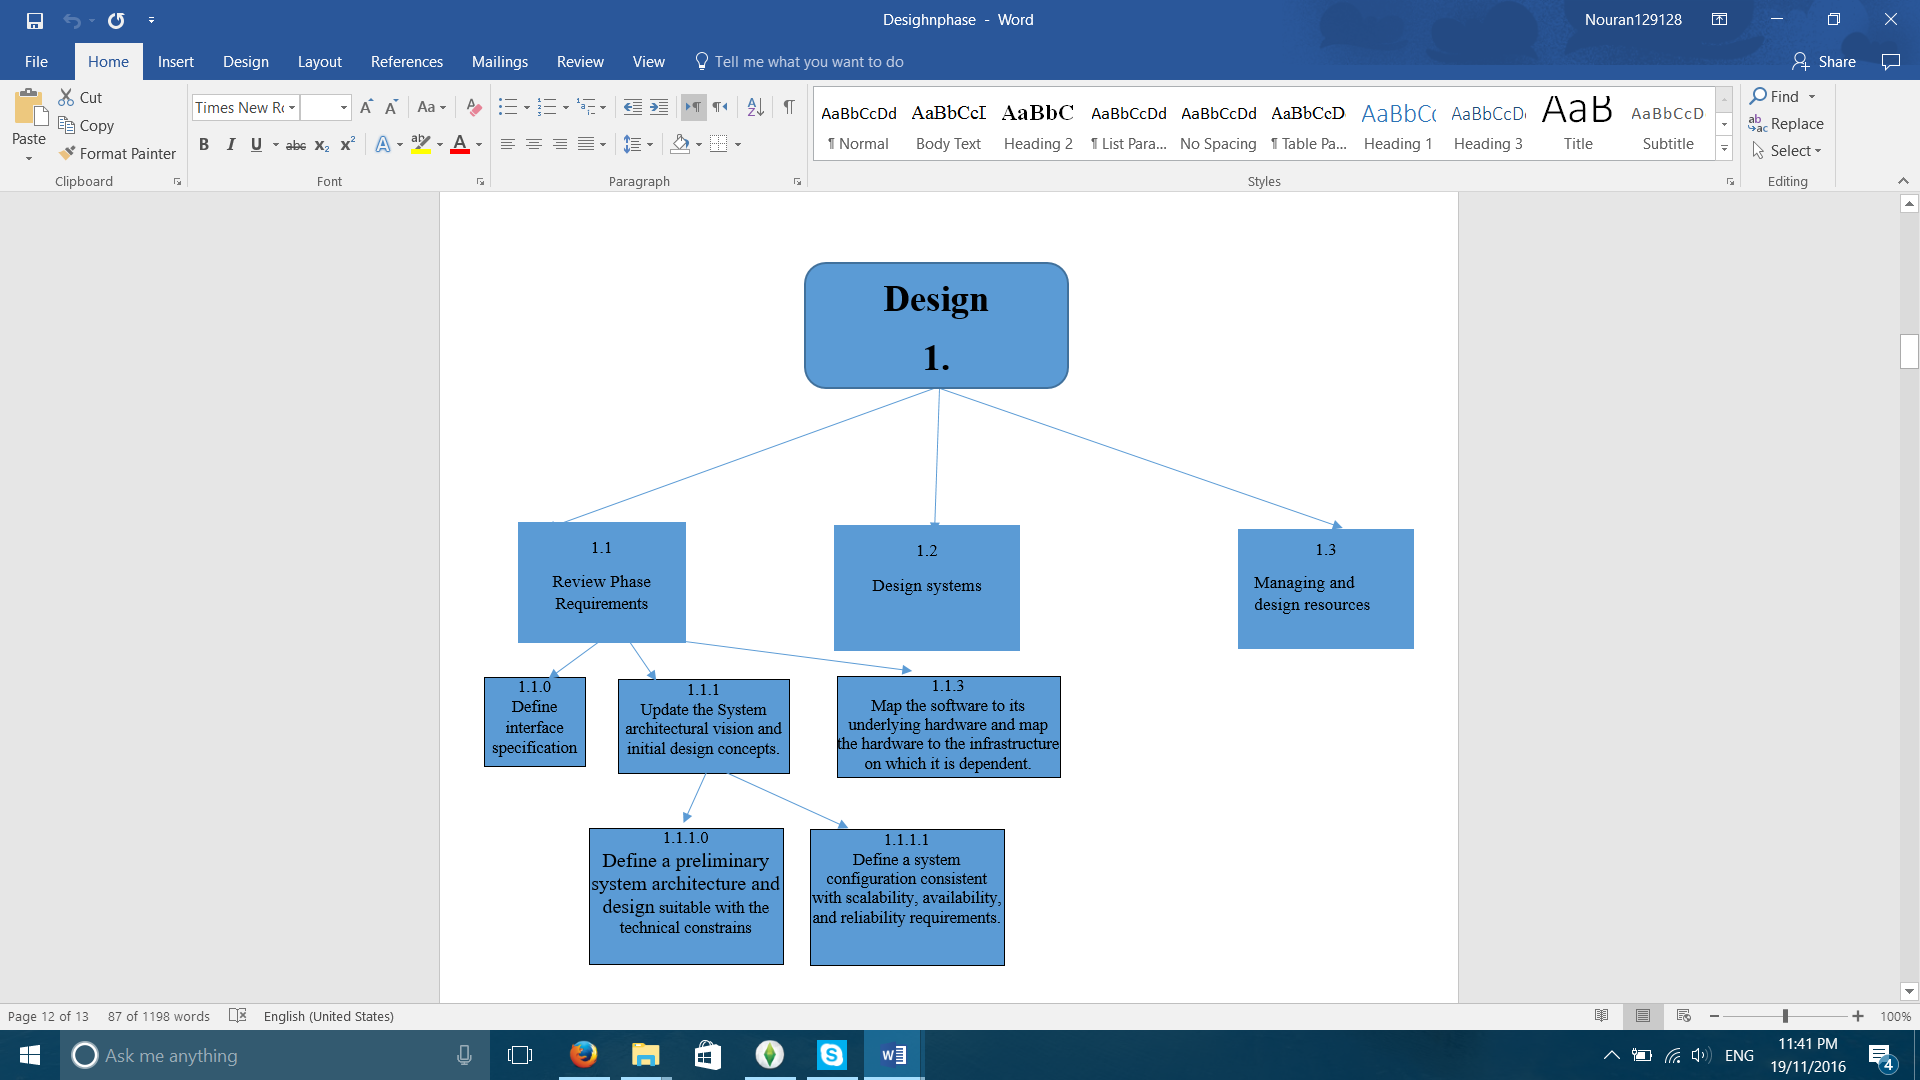 Desighnphase - Word
Nouran129128
File
Home
Insert
Design
Layout
References
Mailings
Review
View
Tell me what you want to do
Share
Paste
Cut
Copy
Format Painter
Clipboard
Times New Ro
Aa
B I U abc x₂ x²
A
Font
Paragraph
AaBbCcDd
¶ Normal
AaBbCcI
Body Text
AaBbC
Heading 2
AaBbCcDd
¶ List Para...
AaBbCcDd
No Spacing
AaBbCcD
¶ Table Pa...
AaBbCc
Heading 1
AaBbCcD
Heading 3
AaB
Title
AaBbCcD
Subtitle
Styles
Find
Replace
Select
Editing
Design
1.
1.1
Review Phase
Requirements
1.2
Design systems
1.3
Managing and
design resources
1.1.0
Define
interface
specification
1.1.1
Update the System
architectural vision and
initial design concepts.
1.1.3
Map the software to its
underlying hardware and map
the hardware to the infrastructure
on which it is dependent.
1.1.1.0
Define a preliminary
system architecture and
design suitable with the
technical constrains
1.1.1.1
Define a system
configuration consistent
with scalability, availability,
and reliability requirements.
Page 12 of 13
87 of 1198 words
English (United States)
100%
Ask me anything
ENG
11:41 PM
19/11/2016
4